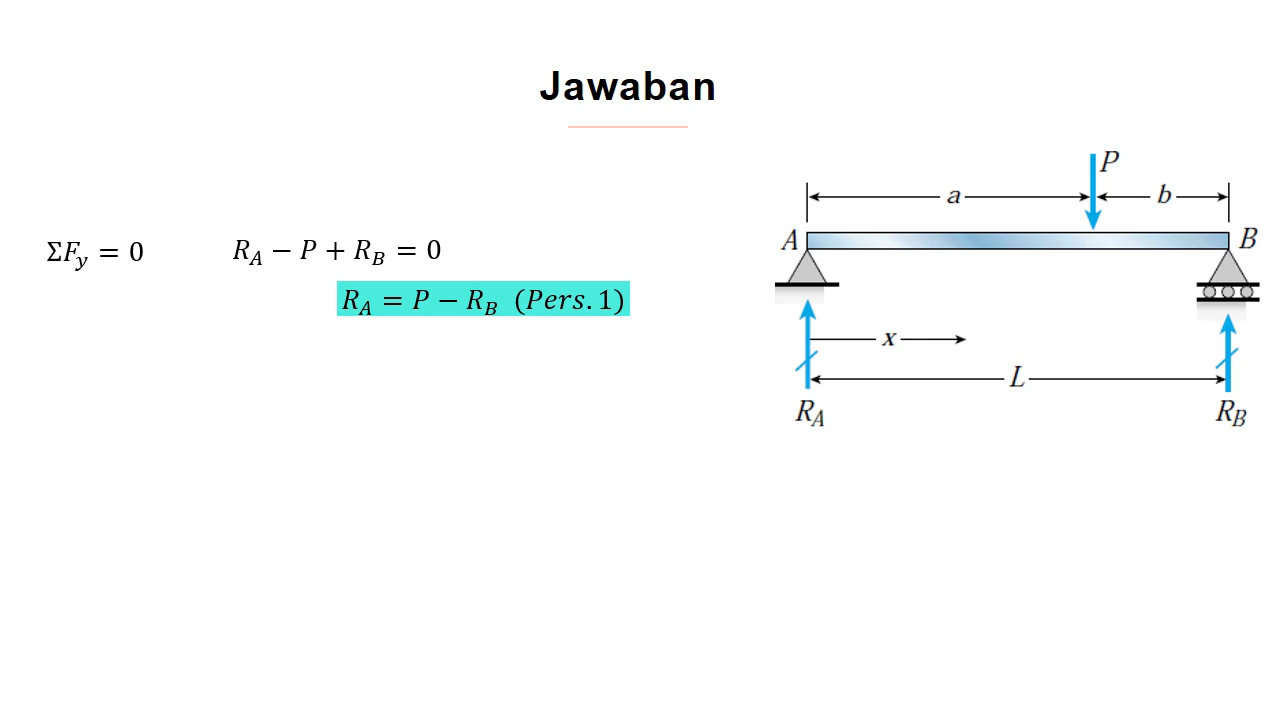 Jawaban
ΣF_y = 0
R_A − P + R_B = 0
R_A = P − R_B (Pers. 1)
P
a
b
A
B
x
L
R_A
R_B